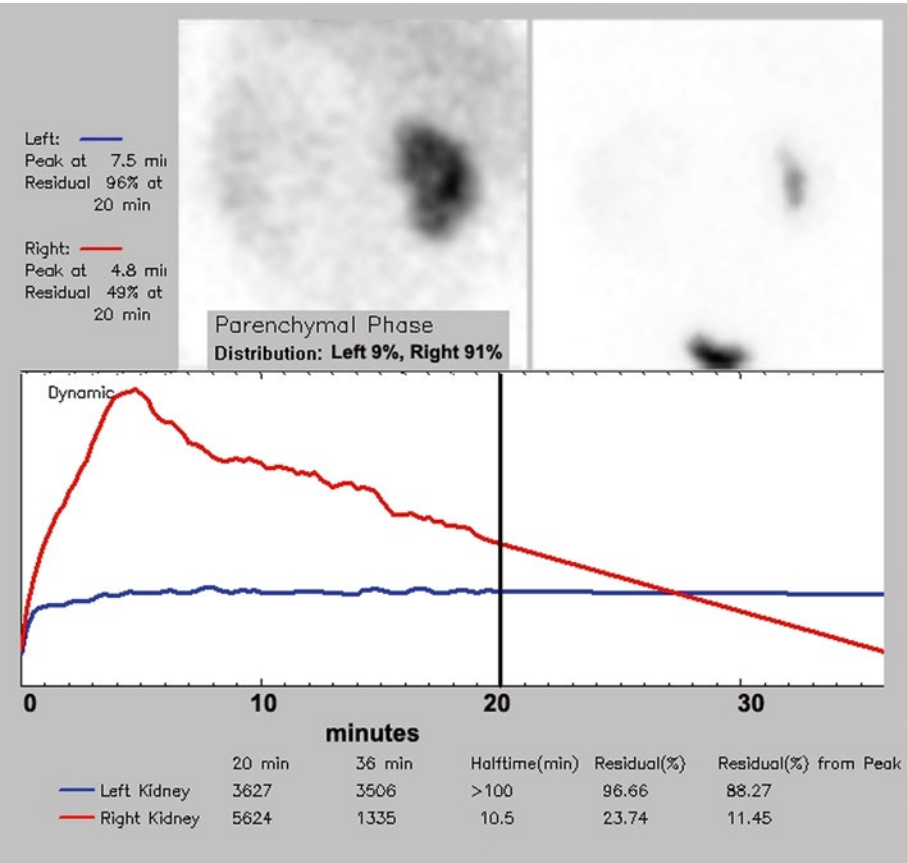 Left:
Peak at 7.5 min
Residual 96% at
20 min
Right:
Peak at 4.8 min
Residual 49% at
20 min
Parenchymal Phase
Distribution: Left 9%, Right 91%
Dynamic
0 10 20 30
minutes
20 min 36 min Halftime(min) Residual(%) Residual(%) from Peak
Left Kidney 3627 3506 >100 96.66 88.27
Right Kidney 5624 1335 10.5 23.74 11.45